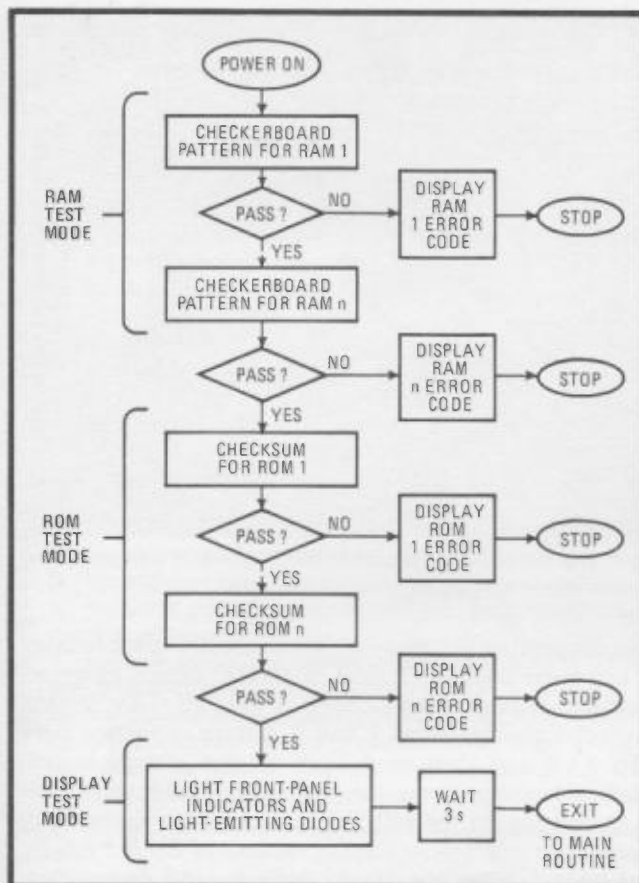 POWER ON
CHECKERBOARD
PATTERN FOR RAM 1
RAM
TEST
MODE
PASS ?
NO
DISPLAY
RAM
1 ERROR
CODE
STOP
YES
CHECKERBOARD
PATTERN FOR RAM n
PASS ?
NO
DISPLAY
RAM
n ERROR
CODE
STOP
YES
CHECKSUM
FOR ROM 1
ROM
TEST
MODE
PASS ?
NO
DISPLAY
ROM
1 ERROR
CODE
STOP
YES
CHECKSUM
FOR ROM n
PASS ?
NO
DISPLAY
ROM
n ERROR
CODE
STOP
YES
DISPLAY
TEST
MODE
LIGHT FRONT-PANEL
INDICATORS AND
LIGHT-EMITTING DIODES
WAIT
3 s
EXIT
TO MAIN
ROUTINE